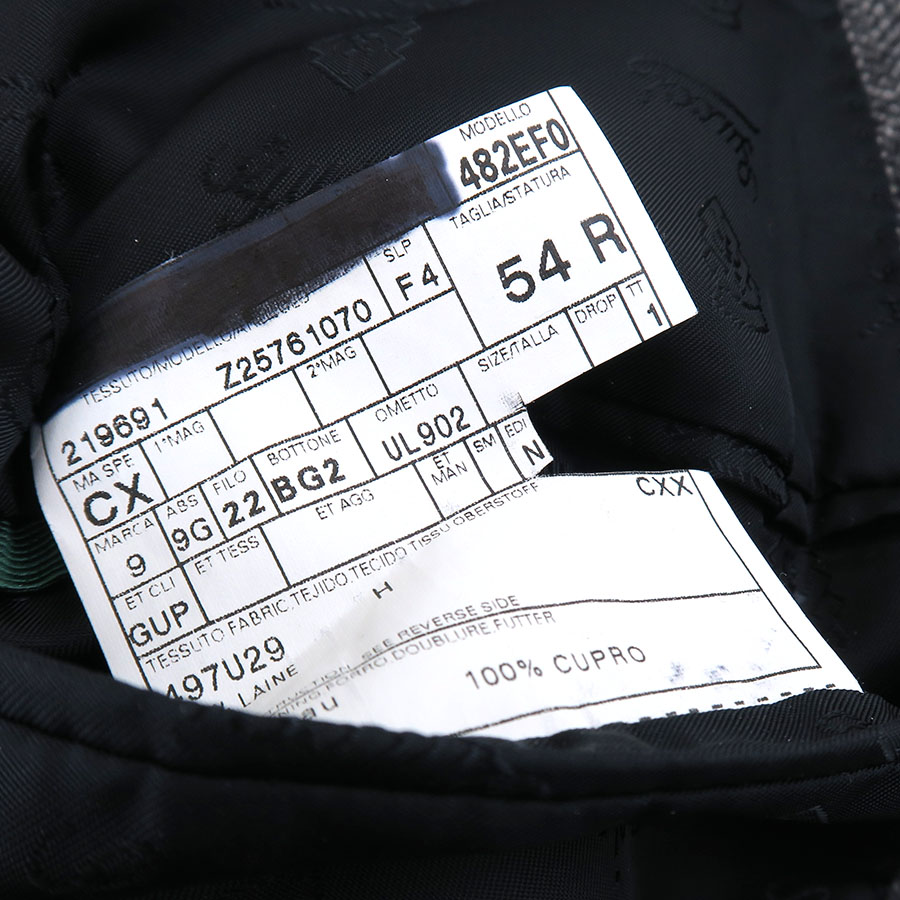 MODELLO
482EF0
TAGLIA/STATURA
54 R
SLP
F4
TESSUTO/MODELLO/
219691 Z25761070
SIZE/TALLA DROP TT
1
MA SPE 1°MAG 2°MAG
CX
MARCA ABS FILO BOTTONE OMETTO
9 9G 22 BG2 UL902
ET CLI ET TESS ET AGG ET MAN SM EDI
GUP N
TESSUTO FABRIC,TEJIDO,TECIDO TISSU OBERSTOFF
CXX
497U29 H
LAINE
SEE REVERSE SIDE
FORRO,DOUBLURE,FUTTER
100% CUPRO